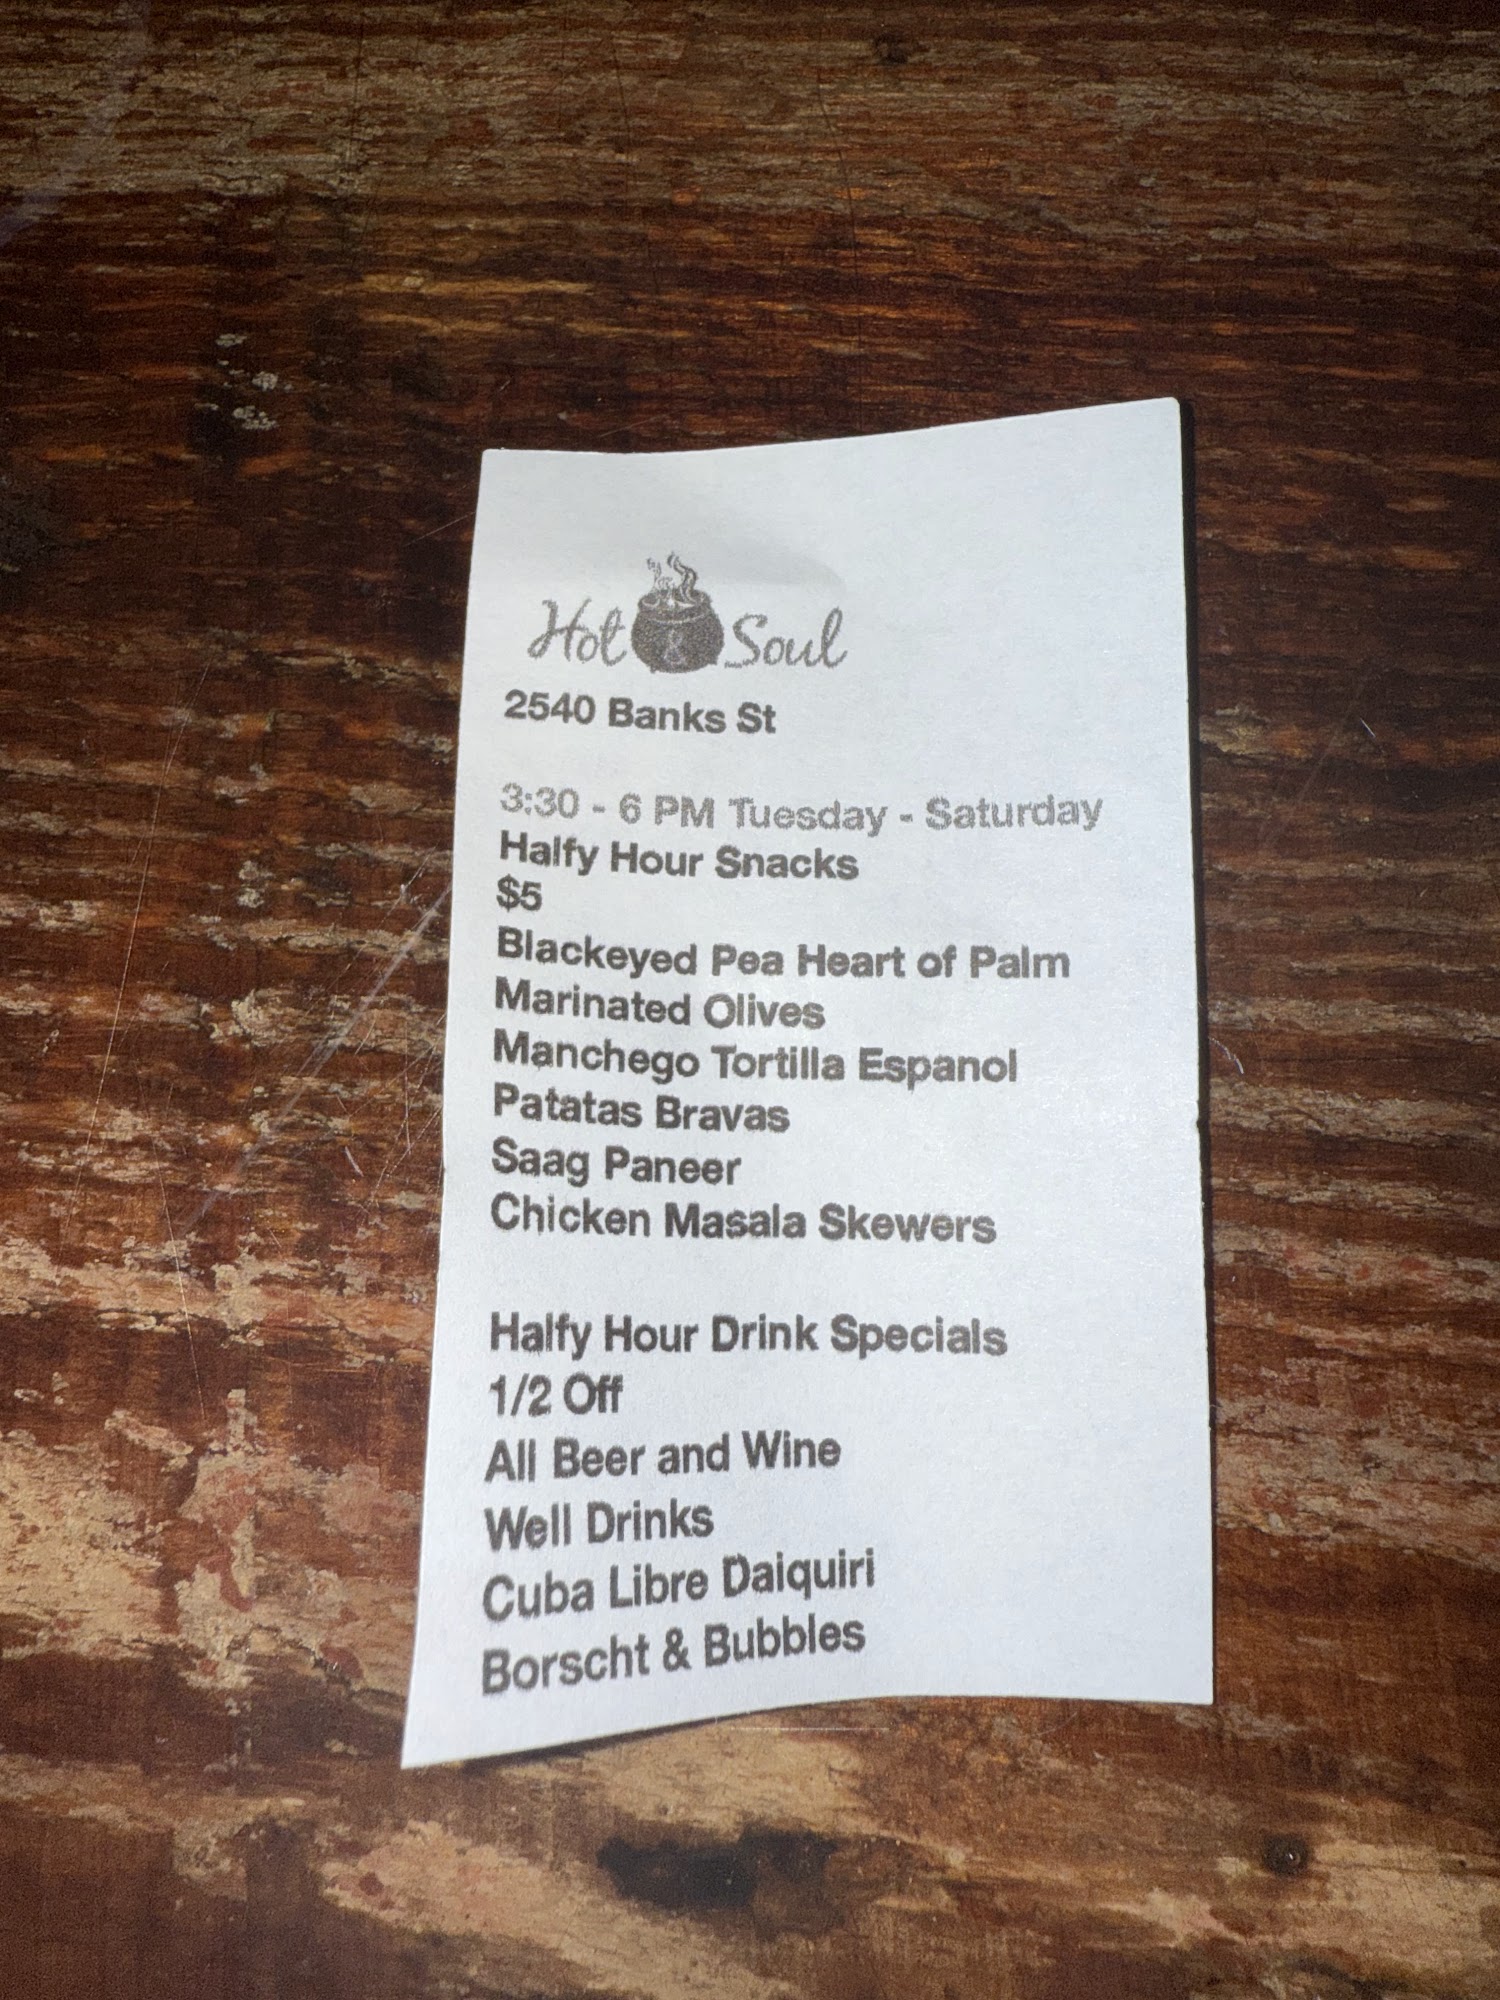 Hot Soul
2540 Banks St
3:30 - 6 PM Tuesday - Saturday
Halfy Hour Snacks
$5
Blackeyed Pea Heart of Palm
Marinated Olives
Manchego Tortilla Espanol
Patatas Bravas
Saag Paneer
Chicken Masala Skewers
Halfy Hour Drink Specials
1/2 Off
All Beer and Wine
Well Drinks
Cuba Libre Daiquiri
Borscht & Bubbles